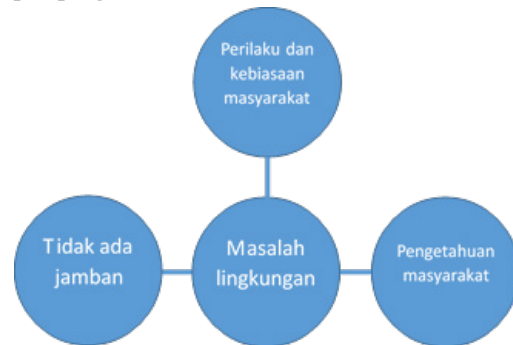 Perilaku dan
kebiasaan
masyarakat
Tidak ada
jamban
Masalah
lingkungan
Pengetahuan
masyarakat